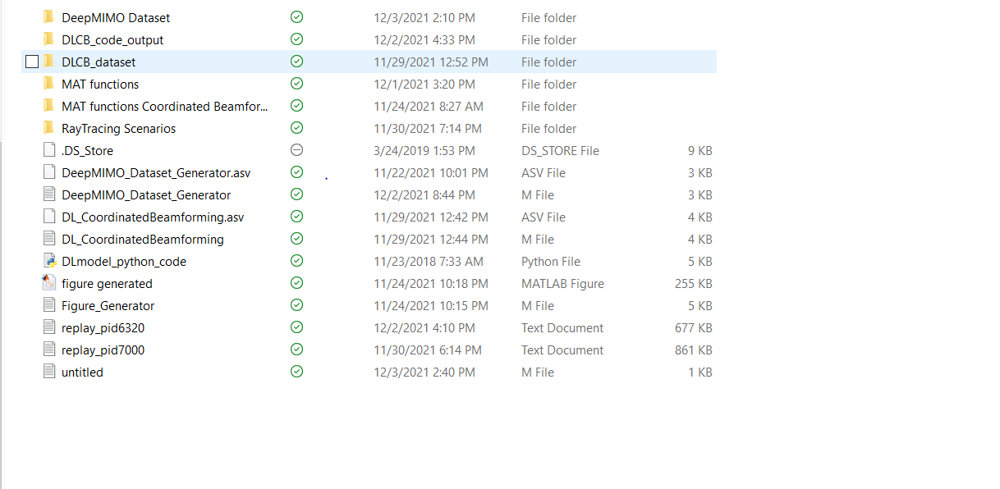 DeepMIMO Dataset 12/3/2021 2:10 PM File folder
DLCB_code_output 12/2/2021 4:33 PM File folder
DLCB_dataset 11/29/2021 12:52 PM File folder
MAT functions 12/1/2021 3:20 PM File folder
MAT functions Coordinated Beamfor... 11/24/2021 8:27 AM File folder
RayTracing Scenarios 11/30/2021 7:14 PM File folder
.DS_Store 3/24/2019 1:53 PM DS_STORE File 9 KB
DeepMIMO_Dataset_Generator.asv 11/22/2021 10:01 PM ASV File 3 KB
DeepMIMO_Dataset_Generator 12/2/2021 8:44 PM M File 3 KB
DL_CoordinatedBeamforming.asv 11/29/2021 12:42 PM ASV File 4 KB
DL_CoordinatedBeamforming 11/29/2021 12:44 PM M File 4 KB
DLmodel_python_code 11/23/2018 7:33 AM Python File 5 KB
figure generated 11/24/2021 10:18 PM MATLAB Figure 255 KB
Figure_Generator 11/24/2021 10:15 PM M File 5 KB
replay_pid6320 12/2/2021 4:10 PM Text Document 677 KB
replay_pid7000 11/30/2021 6:14 PM Text Document 861 KB
untitled 12/3/2021 2:40 PM M File 1 KB